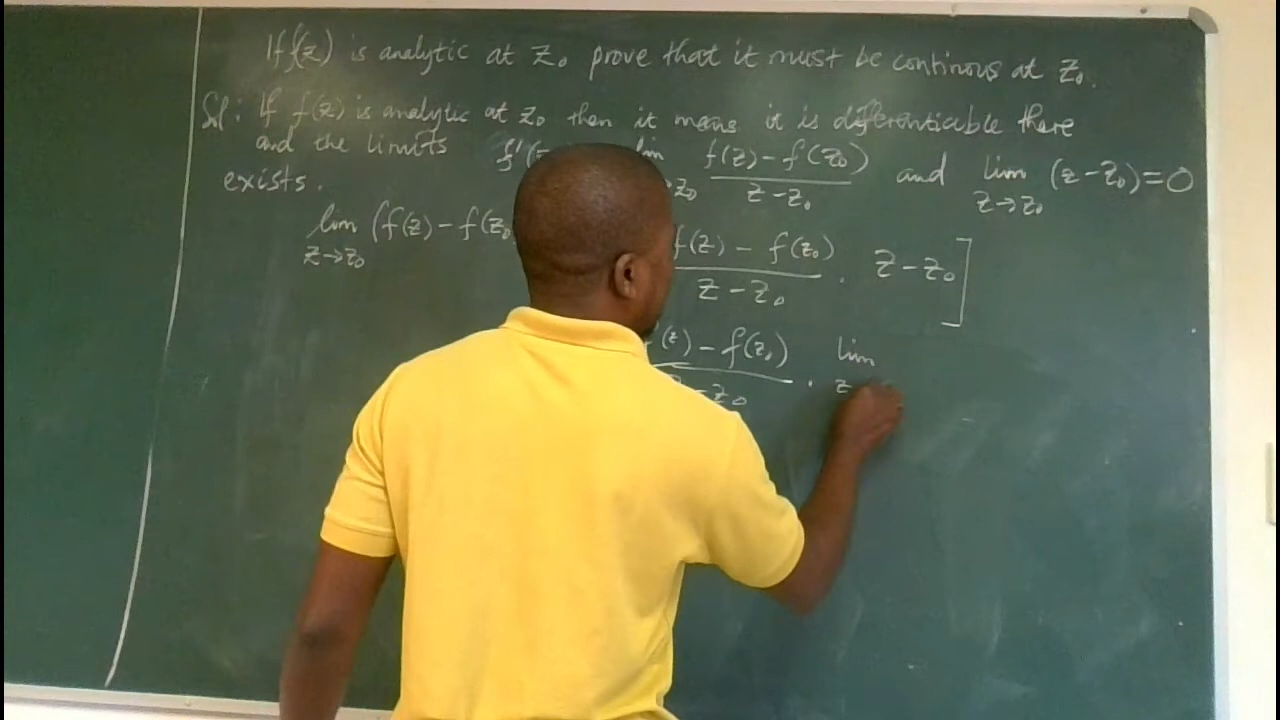 If f(z) is analytic at z₀ prove that it must be continous at z₀.
Sol: If f(z) is analytic at z₀ then it means it is differentiable there
and the limits f'(z lim z₀ f(z) – f(z₀) / z – z₀ and lim z→z₀ (z – z₀) = 0
exists.
lim z→z₀ (f(z) – f(z₀ f(z) – f(z₀) / z – z₀ . z – z₀]
(z) – f(z₀) / – z₀ . lim z